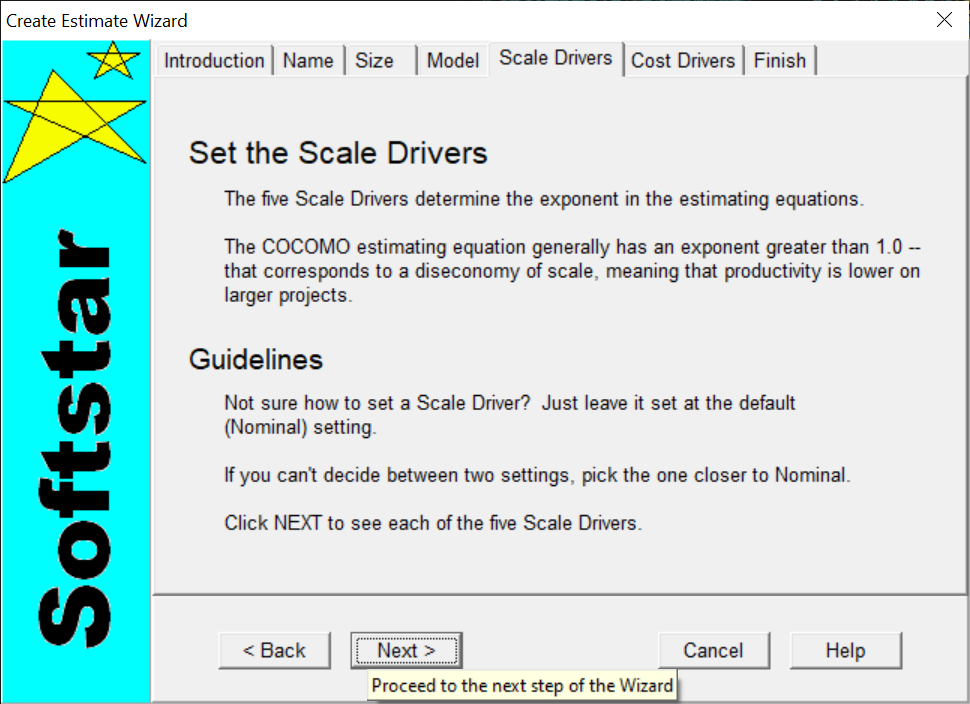 Create Estimate Wizard
Softstar
Introduction Name Size Model Scale Drivers Cost Drivers Finish
Set the Scale Drivers
The five Scale Drivers determine the exponent in the estimating equations.
The COCOMO estimating equation generally has an exponent greater than 1.0 --
that corresponds to a diseconomy of scale, meaning that productivity is lower on
larger projects.
Guidelines
Not sure how to set a Scale Driver?  Just leave it set at the default
(Nominal) setting.
If you can't decide between two settings, pick the one closer to Nominal.
Click NEXT to see each of the five Scale Drivers.
< Back Next > Cancel Help
Proceed to the next step of the Wizard